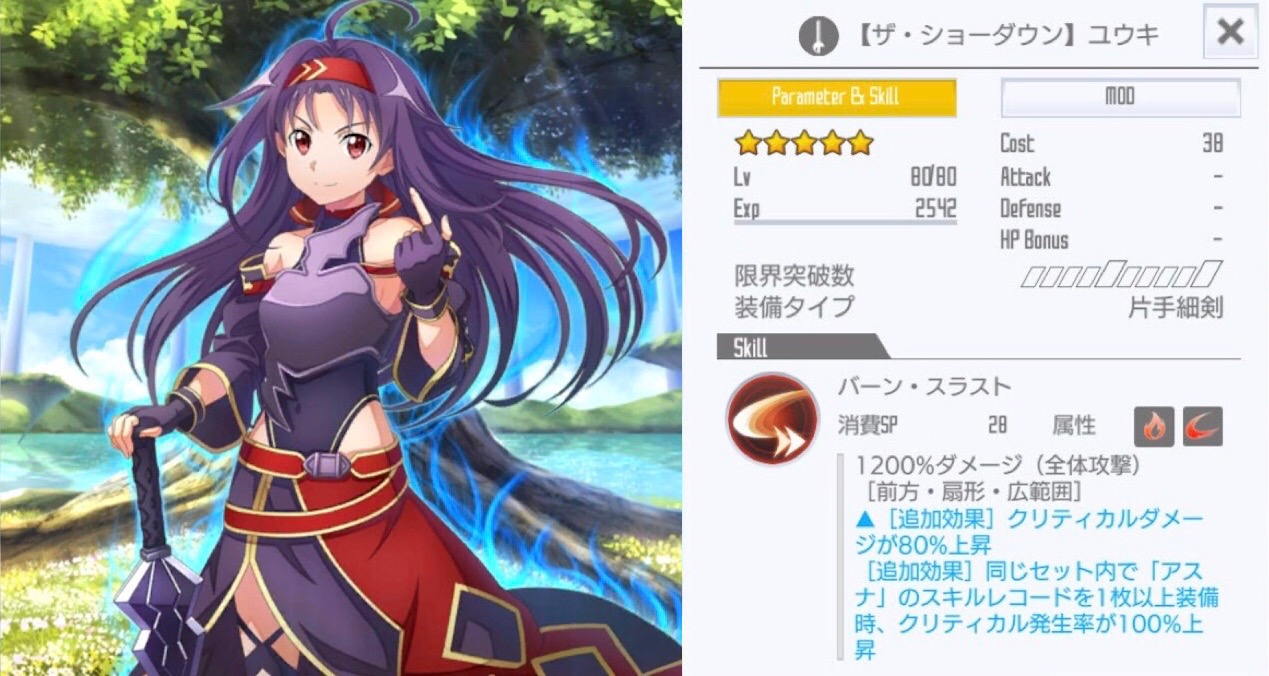 【ザ・ショーダウン】ユウキ
Parameter & Skill
MOD
Cost 38
Lv 80/80
Attack -
Exp 2542
Defense -
HP Bonus -
限界突破数
装備タイプ 片手細剣
Skill
バーン・スラスト
消費SP 28 属性
1200%ダメージ（全体攻撃）
［前方・扇形・広範囲］
▲［追加効果］クリティカルダメー
ジが80%上昇
［追加効果］同じセット内で「アス
ナ」のスキルレコードを1枚以上装備
時、クリティカル発生率が100%上
昇